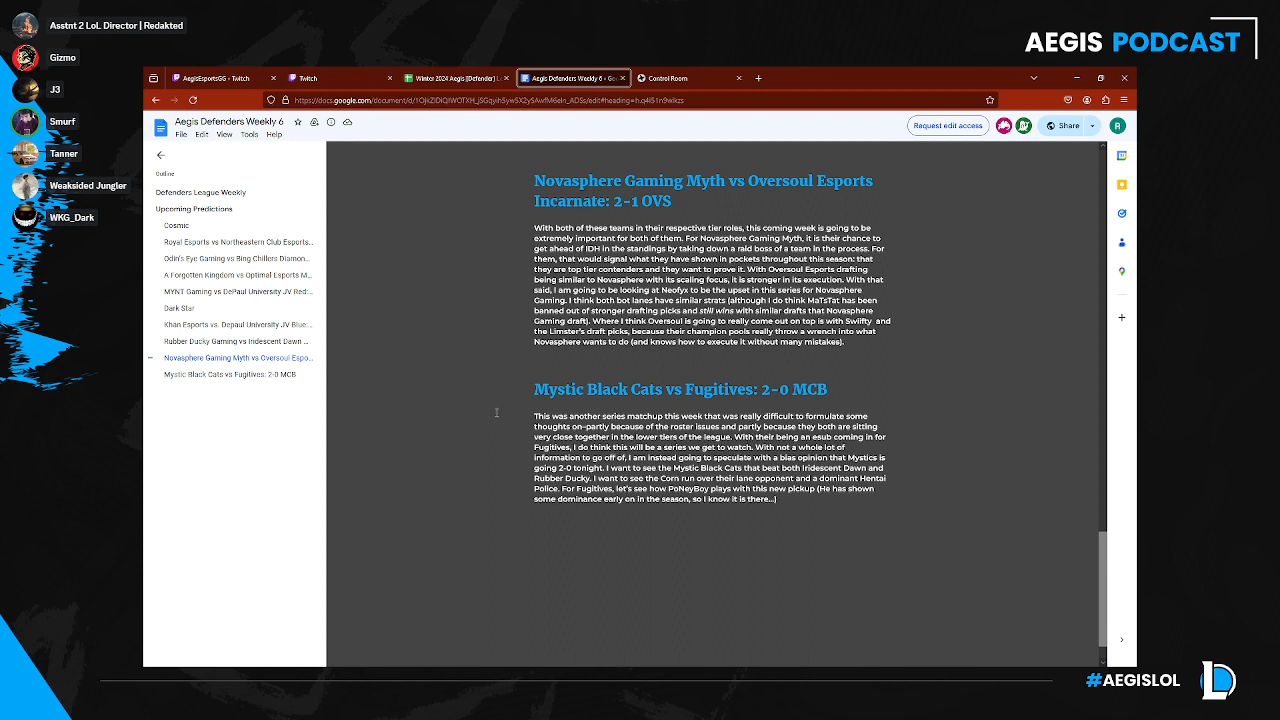 Asstnt 2 LoL Director | Redakted
Gizmo
J3
Smurf
Tanner
Weaksided Jungler
WKG_Dark
AEGIS PODCAST
AegisEsportsGG - Twitch
Twitch
Winter 2024 Aegis [Defender] L
Aegis Defenders Weekly 6 - Go
Control Room
Aegis Defenders Weekly 6
File Edit View Tools Help
Request edit access
Share
R
Outline
Defenders League Weekly
Upcoming Predictions
Cosmic
Royal Esports vs Northeastern Club Esports...
Odin's Eye Gaming vs Bing Chillers Diamon...
A Forgotten Kingdom vs Optimal Esports M...
MYNT Gaming vs DePaul University JV Red:...
Dark Star
Khan Esports vs. Depaul University JV Blue:...
Rubber Ducky Gaming vs Iridescent Dawn ...
Novasphere Gaming Myth vs Oversoul Espo...
Mystic Black Cats vs Fugitives: 2-0 MCB
Novasphere Gaming Myth vs Oversoul Esports
Incarnate: 2-1 OVS
With both of these teams in their respective tier roles, this coming week is going to be
extremely important for both of them. For Novasphere Gaming Myth, it is their chance to
get ahead of IDH in the standings by taking down a raid boss of a team in the process. For
them, that would signal what they have shown in pockets throughout this season: that
they are top tier contenders and they want to prove it. With Oversoul Esports drafting
being similar to Novasphere with its scaling focus, it is stronger in its execution. With that
said, I am going to be looking at Neofyx to be the upset in this series for Novasphere
Gaming. I think both bot lanes have similar strats (although I do think MaTsTat has been
banned out of stronger drafting picks and still wins with similar drafts that Novasphere
Gaming draft). Where I think Oversoul is going to really come out on top is with Swiifty and
the Limster's draft picks, because their champion pools really throw a wrench into what
Novasphere wants to do (and knows how to execute it without many mistakes).
Mystic Black Cats vs Fugitives: 2-0 MCB
This was another series matchup this week that was really difficult to formulate some
thoughts on–partly because of the roster issues and partly because they both are sitting
very close together in the lower tiers of the league. With their being an esub coming in for
Fugitives, I do think this will be a series we get to watch. With not a whole lot of
information to go off of, I am instead going to speculate with a bias opinion that Mystics is
going 2-0 tonight. I want to see the Mystic Black Cats that beat both Iridescent Dawn and
Rubber Ducky. I want to see the Corn run over their lane opponent and a dominant Hentai
Police. For Fugitives, let's see how PoNeyBoy plays with this new pickup (He has shown
some dominance early on in the season, so I know it is there...]
#AEGISLOL